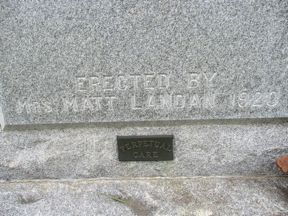 ERECTED BY
MRS MATT LANDAN 1920
PERPETUAL
CARE